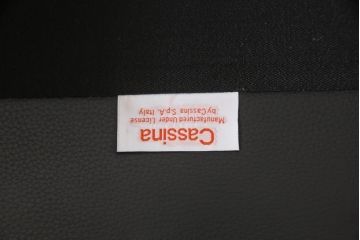 Cassina
Manufactured Under License
by Cassina S.p.A. Italy